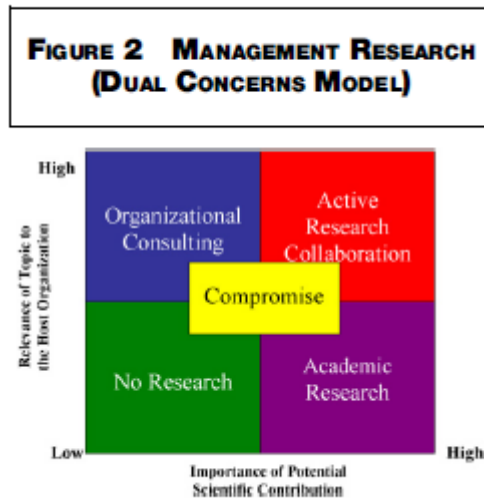 FIGURE 2 MANAGEMENT RESEARCH
(DUAL CONCERNS MODEL)
High
Relevance of Topic to
the Host Organization
Organizational
Consulting
Active
Research
Collaboration
Compromise
No Research
Academic
Research
Low
High
Importance of Potential
Scientific Contribution